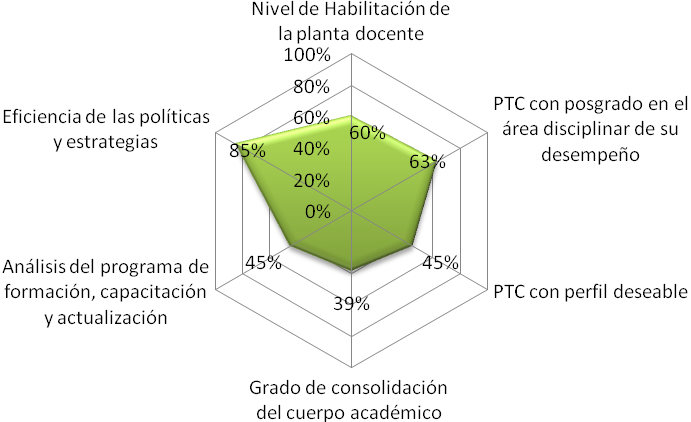 Nivel de Habilitación de
la planta docente
100%
80%
60%
40%
20%
0%
60%
63%
45%
39%
45%
85%
PTC con posgrado en el
área disciplinar de su
desempeño
PTC con perfil deseable
Grado de consolidación
del cuerpo académico
Análisis del programa de
formación, capacitación
y actualización
Eficiencia de las políticas
y estrategias